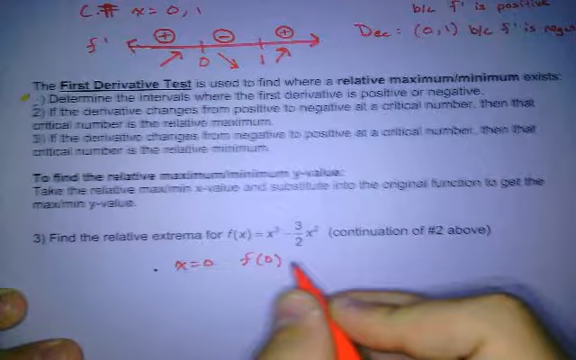 C.# x = 0, 1
b/c f' is positive
f' + - +
0 1
Dec: (0,1) b/c f' is nega
The First Derivative Test is used to find where a relative maximum/minimum exists:
1) Determine the intervals where the first derivative is positive or negative.
2) If the derivative changes from positive to negative at a critical number, then that
critical number is the relative maximum.
3) If the derivative changes from negative to positive at a critical number, then that
critical number is the relative minimum.
To find the relative maximum/minimum y-value:
Take the relative max/min x-value and substitute into the original function to get the
max/min y-value.
3) Find the relative extrema for f(x) = x³ - 3/2 x² (continuation of #2 above)
x=0 f(0)